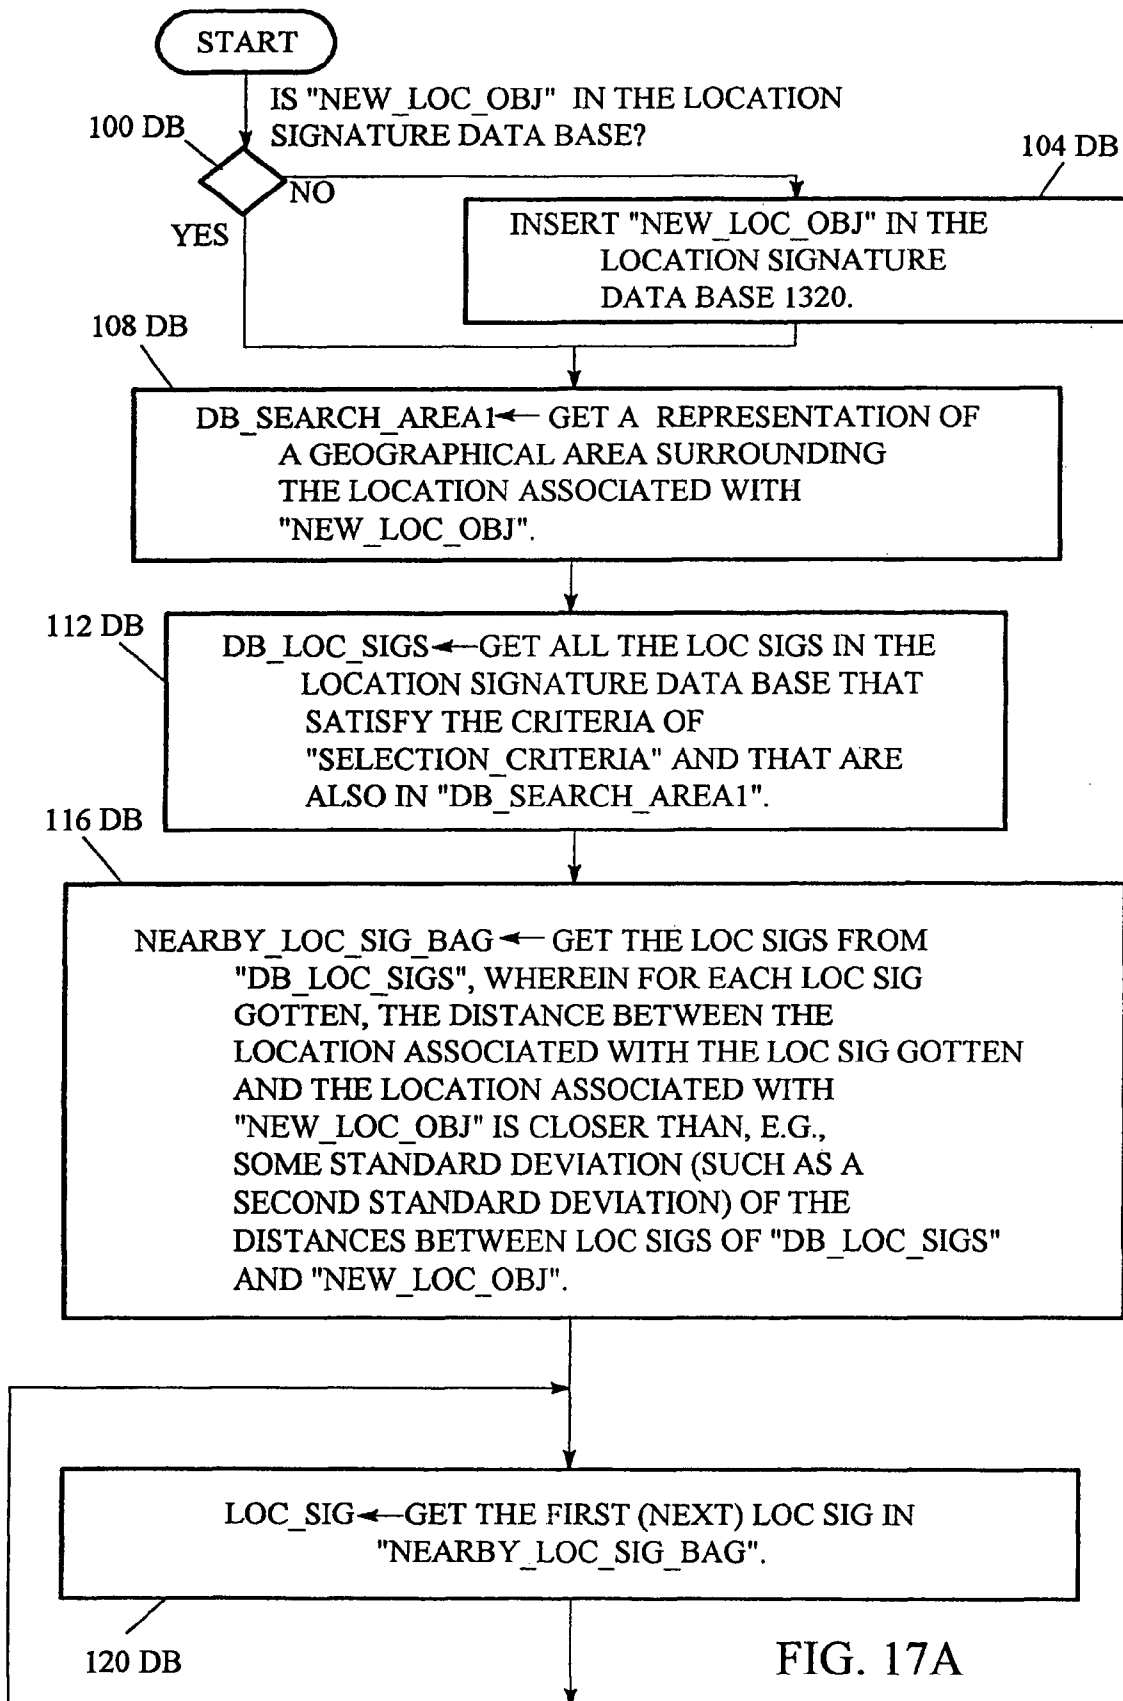 START
IS "NEW_LOC_OBJ" IN THE LOCATION
SIGNATURE DATA BASE?
100 DB
NO
YES
104 DB
INSERT "NEW_LOC_OBJ" IN THE
LOCATION SIGNATURE
DATA BASE 1320.
108 DB
DB_SEARCH_AREA1← GET A REPRESENTATION OF
A GEOGRAPHICAL AREA SURROUNDING
THE LOCATION ASSOCIATED WITH
"NEW_LOC_OBJ".
112 DB
DB_LOC_SIGS←GET ALL THE LOC SIGS IN THE
LOCATION SIGNATURE DATA BASE THAT
SATISFY THE CRITERIA OF
"SELECTION_CRITERIA" AND THAT ARE
ALSO IN "DB_SEARCH_AREA1".
116 DB
NEARBY_LOC_SIG_BAG← GET THE LOC SIGS FROM
"DB_LOC_SIGS", WHEREIN FOR EACH LOC SIG
GOTTEN, THE DISTANCE BETWEEN THE
LOCATION ASSOCIATED WITH THE LOC SIG GOTTEN
AND THE LOCATION ASSOCIATED WITH
"NEW_LOC_OBJ" IS CLOSER THAN, E.G.,
SOME STANDARD DEVIATION (SUCH AS A
SECOND STANDARD DEVIATION) OF THE
DISTANCES BETWEEN LOC SIGS OF "DB_LOC_SIGS"
AND "NEW_LOC_OBJ".
LOC_SIG←GET THE FIRST (NEXT) LOC SIG IN
"NEARBY_LOC_SIG_BAG".
120 DB
FIG. 17A